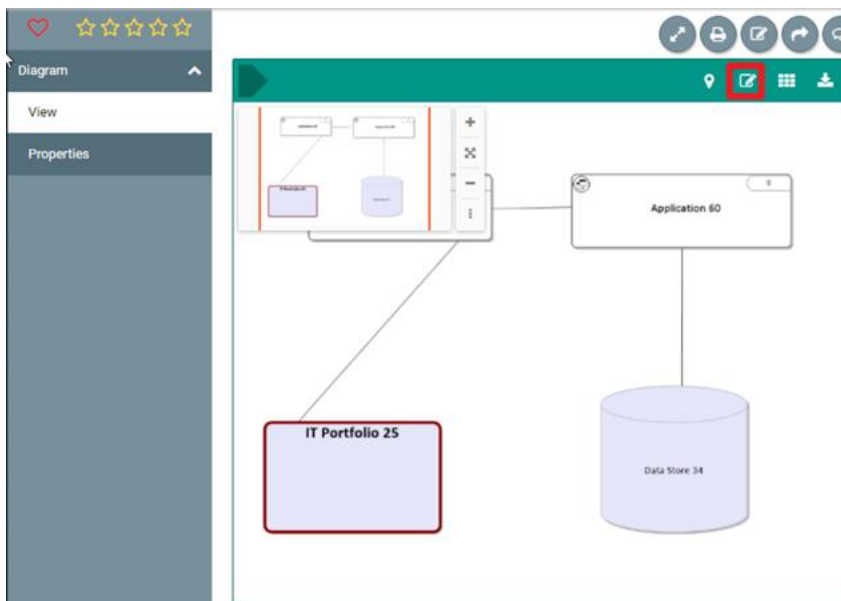 Diagram
View
Properties
Application 60
IT Portfolio 25
Data Store 34